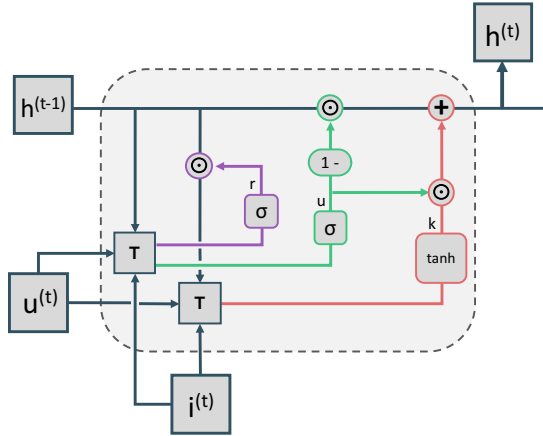 h(t)
h(t-1)
1 -
r
u
σ
σ
k
T
tanh
u(t)
T
i(t)